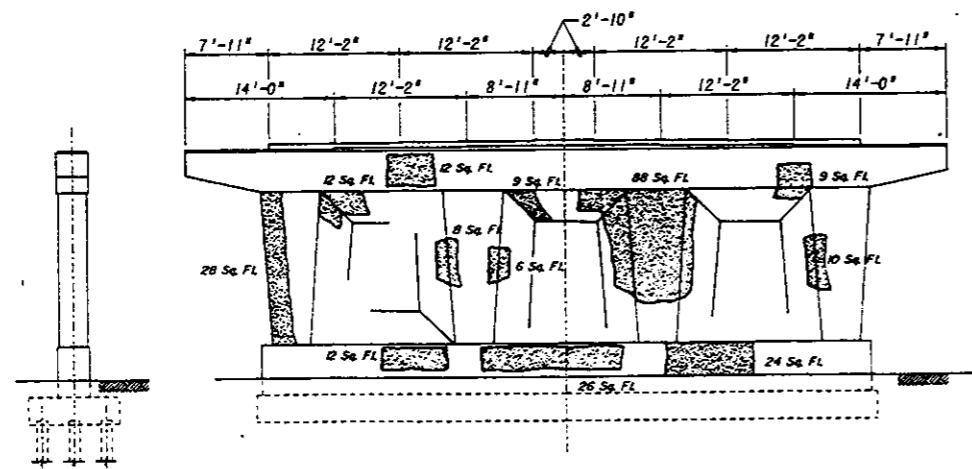 2'-10"
7'-11" 12'-2" 12'-2" 12'-2" 12'-2" 7'-11"
14'-0" 12'-2" 8'-11" 8'-11" 12'-2" 14'-0"
12 Sq. Ft.
12 Sq. Ft.
9 Sq. Ft.
88 Sq. Ft.
9 Sq. Ft.
8 Sq. Ft.
28 Sq. Ft.
6 Sq. Ft.
10 Sq. Ft.
12 Sq. Ft.
24 Sq. Ft.
26 Sq. Ft.